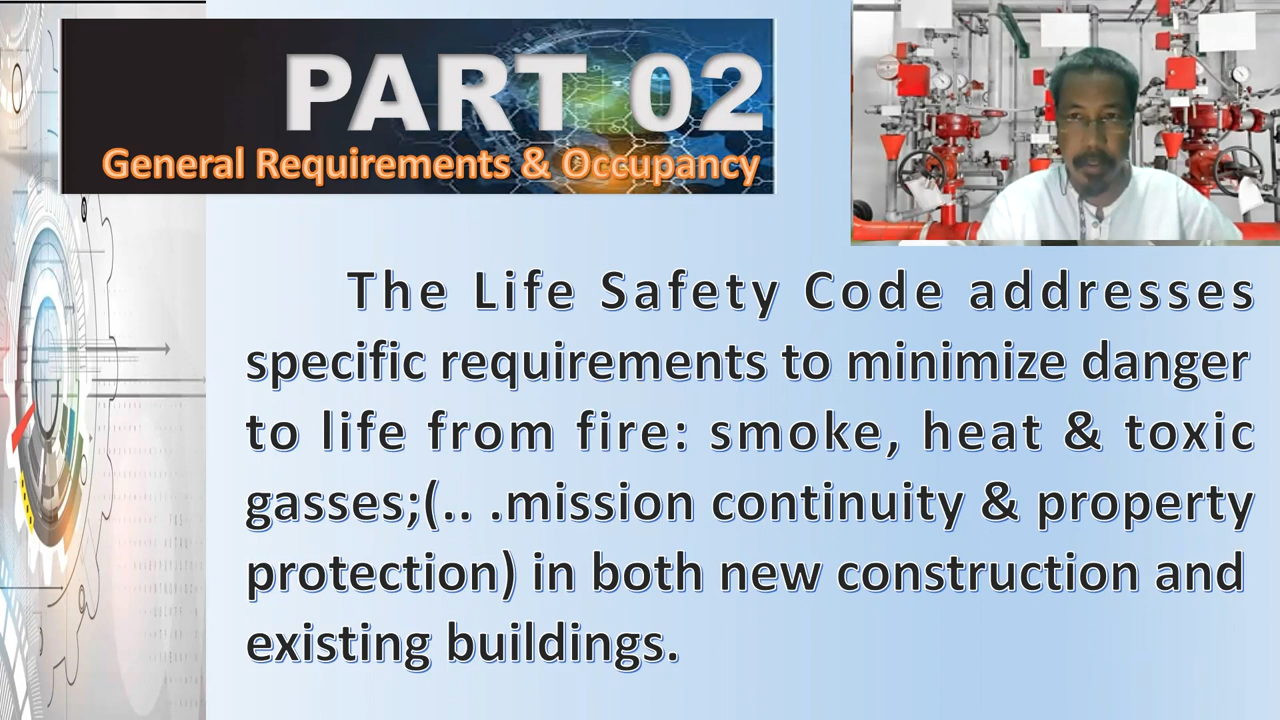 PART 02
General Requirements & Occupancy
The Life Safety Code addresses
specific requirements to minimize danger
to life from fire: smoke, heat & toxic
gasses;(.. .mission continuity & property
protection) in both new construction and
existing buildings.